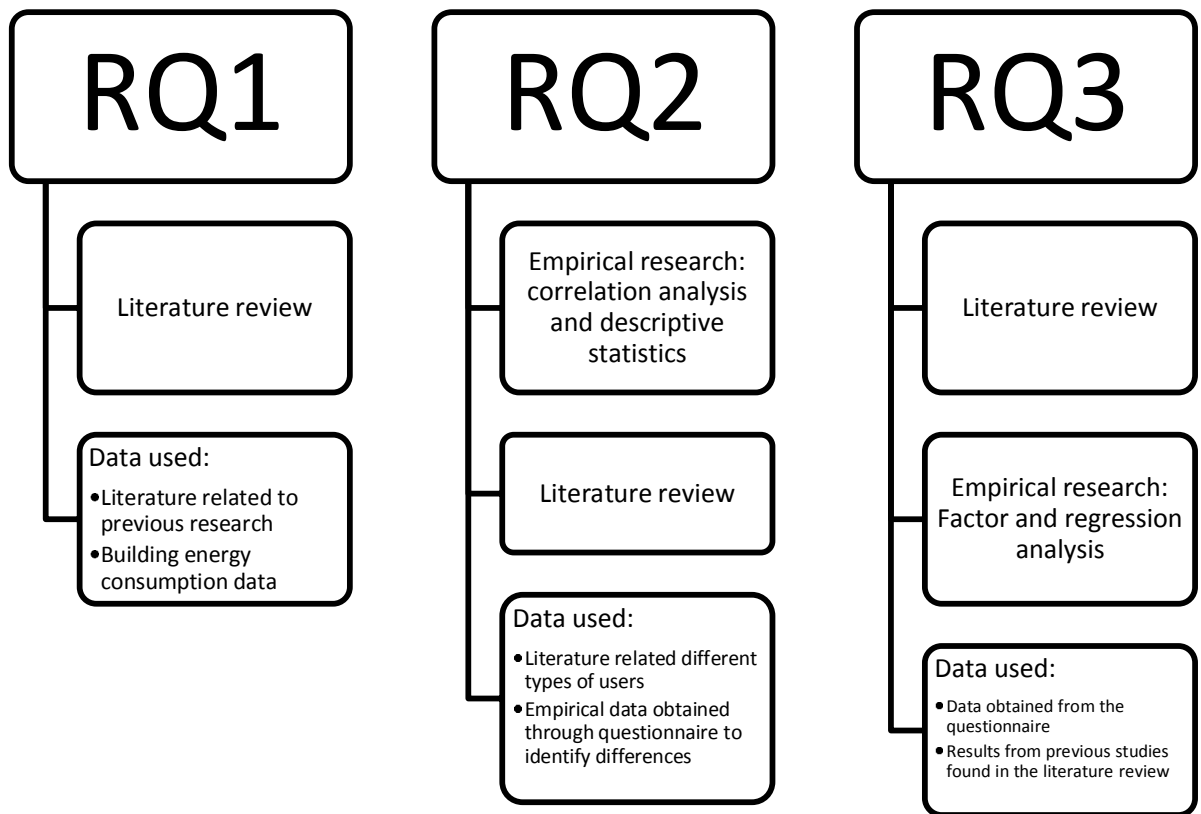 RQ1
Literature review
Data used:
•Literature related to
previous research
•Building energy
consumption data
RQ2
Empirical research:
correlation analysis
and descriptive
statistics
Literature review
Data used:
•Literature related different
types of users
•Empirical data obtained
through questionnaire to
identify differences
RQ3
Literature review
Empirical research:
Factor and regression
analysis
Data used:
•Data obtained from the
questionnaire
•Results from previous studies
found in the literature review